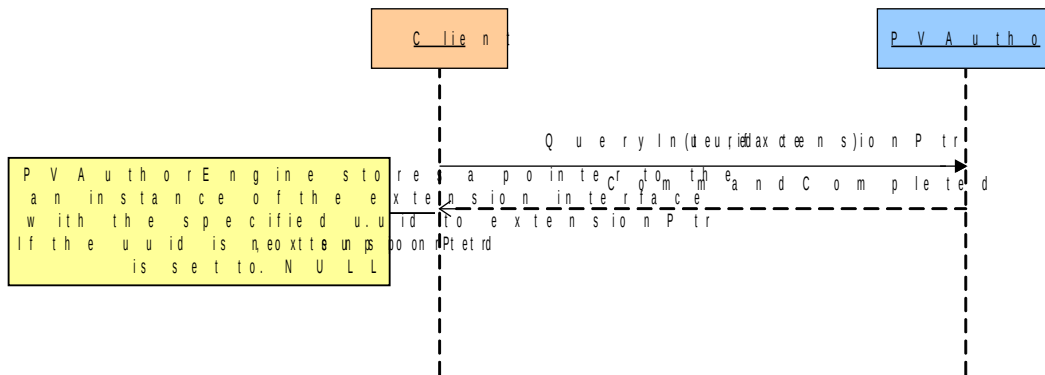 Client
PVAutho
QueryInterface(uuid, extensionPtr)
CommandCompleted
PVAuthorEngine stores a pointer to the
an instance of the extension interface
with the specified uuid to extensionPtr.
If the uuid is not supported, extensionPtr
is set to NULL.